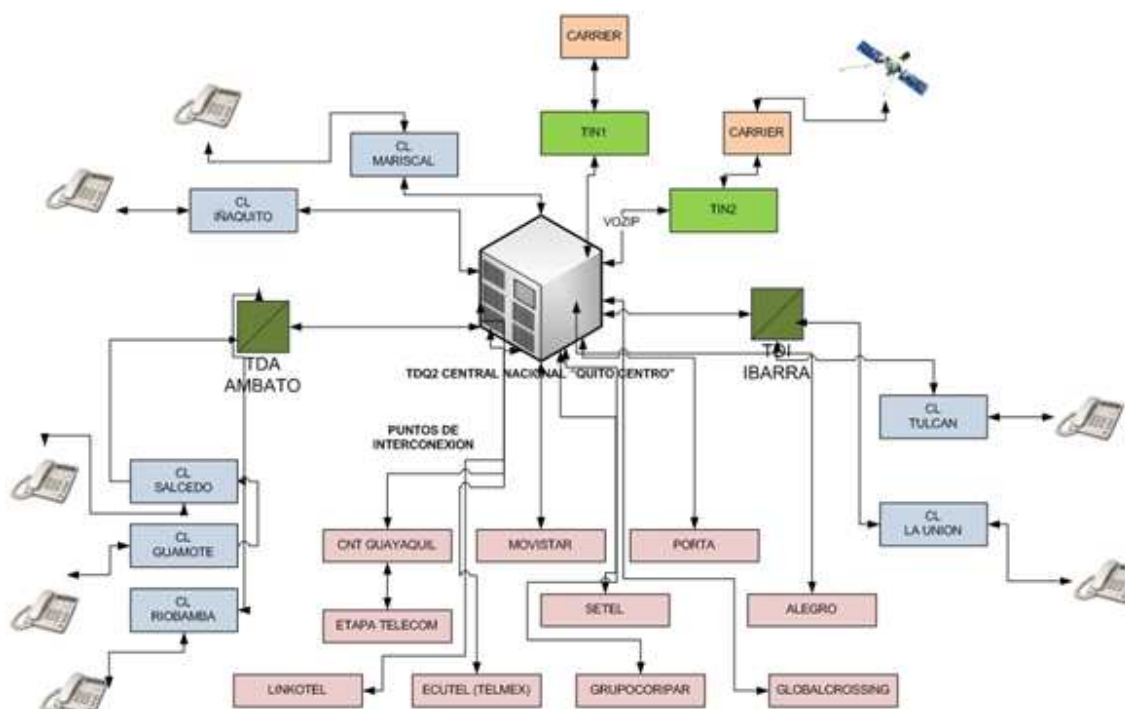 CARRIER
TIN1
CARRIER
CL
MARISCAL
CL
IÑAQUITO
TIN2
VOZIP
TDA
AMBATO
TDQ2 CENTRAL NACIONAL "QUITO CENTRO"
IBARRA
PUNTOS DE
INTERCONEXION
CL
TULCAN
CL
SALCEDO
CL
GUAMOTE
CL
RIOBAMBA
CL
LA UNION
CNT GUAYAQUIL
MOVISTAR
PORTA
ETAPA TELECOM
SETEL
ALEGRO
LINKOTEL
ECUTEL (TELMEX)
GRUPOCORIPAR
GLOBALCROSSING